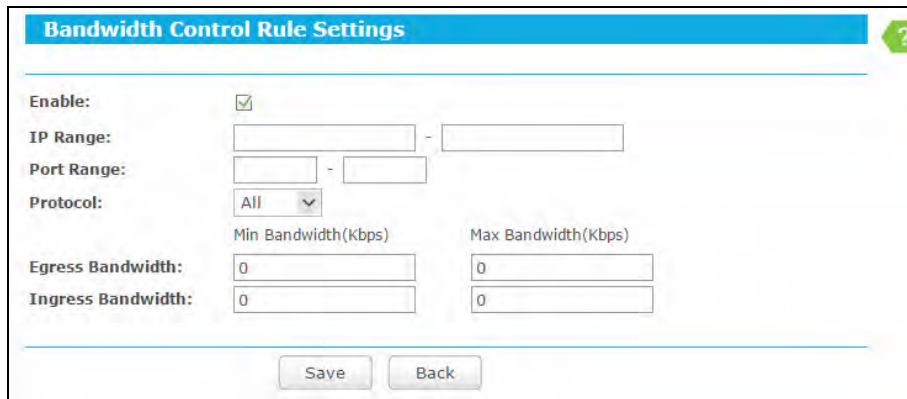 Bandwidth Control Rule Settings
?
Enable:
IP Range: -
Port Range: -
Protocol: All
Min Bandwidth(Kbps) Max Bandwidth(Kbps)
Egress Bandwidth: 0 0
Ingress Bandwidth: 0 0
Save Back